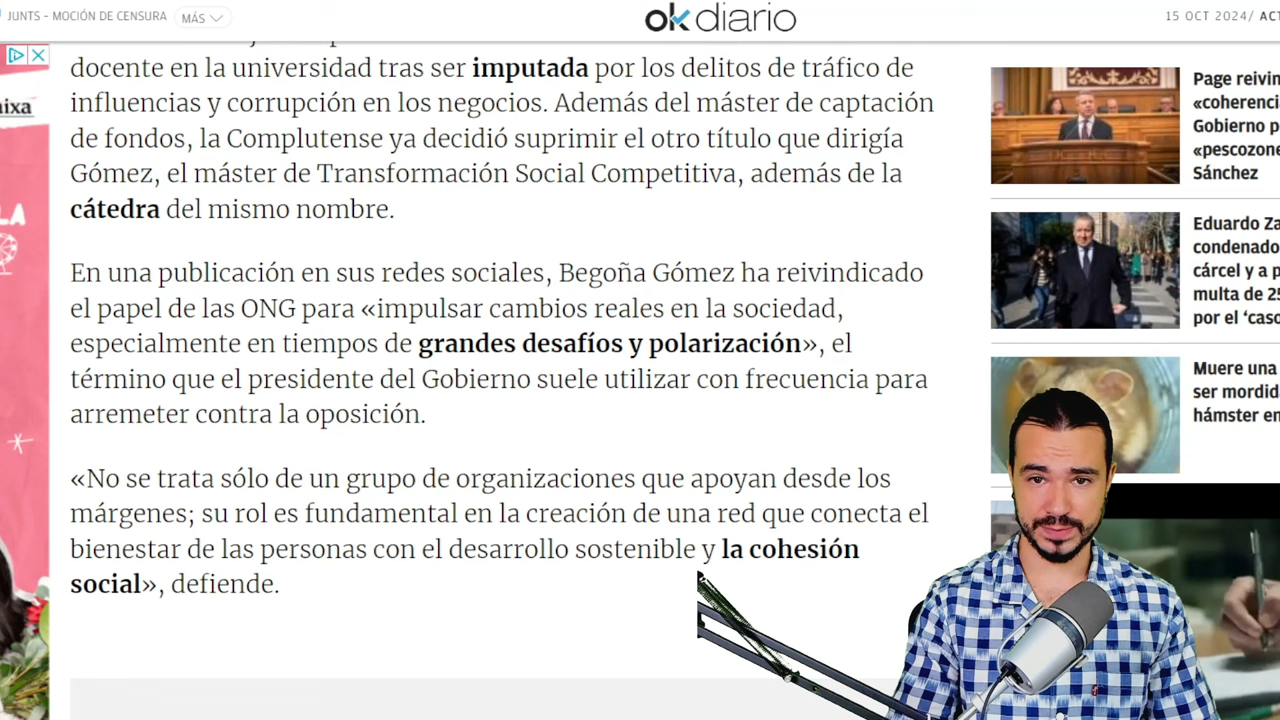 JUNTS - MOCIÓN DE CENSURA
MÁS
okdiario
15 OCT 2024/ ACT
docente en la universidad tras ser imputada por los delitos de tráfico de
influencias y corrupción en los negocios. Además del máster de captación
de fondos, la Complutense ya decidió suprimir el otro título que dirigía
Gómez, el máster de Transformación Social Competitiva, además de la
cátedra del mismo nombre.
En una publicación en sus redes sociales, Begoña Gómez ha reivindicado
el papel de las ONG para «impulsar cambios reales en la sociedad,
especialmente en tiempos de grandes desafíos y polarización», el
término que el presidente del Gobierno suele utilizar con frecuencia para
arremeter contra la oposición.
«No se trata sólo de un grupo de organizaciones que apoyan desde los
márgenes; su rol es fundamental en la creación de una red que conecta el
bienestar de las personas con el desarrollo sostenible y la cohesión
social», defiende.
Page reivin
«coherenci
Gobierno p
«pescozone
Sánchez
Eduardo Za
condenado
cárcel y a p
multa de 25
por el 'caso
Muere una
ser mordid
hámster en
aixa
LA